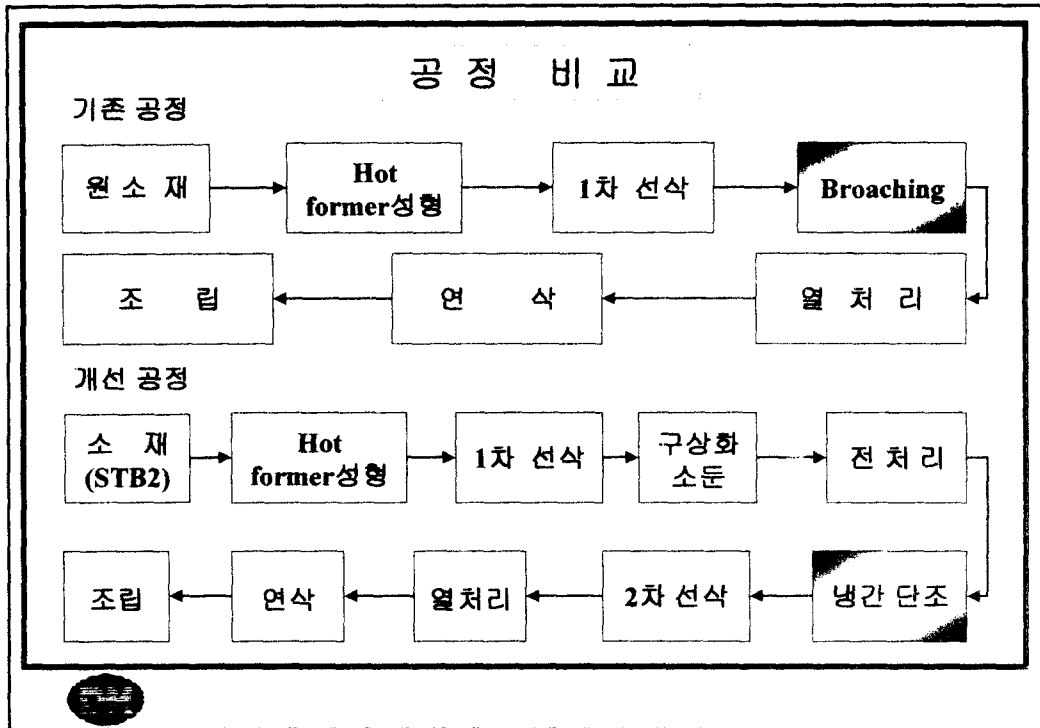 공 정 비 교
기존 공정
원 소 재
Hot
former성형
1차 선삭
Broaching
열 처 리
연 삭
조 립
개선 공정
소 재
(STB2)
Hot
former성형
1차 선삭
구상화
소둔
전 처 리
냉간 단조
2차 선삭
열처리
연삭
조립